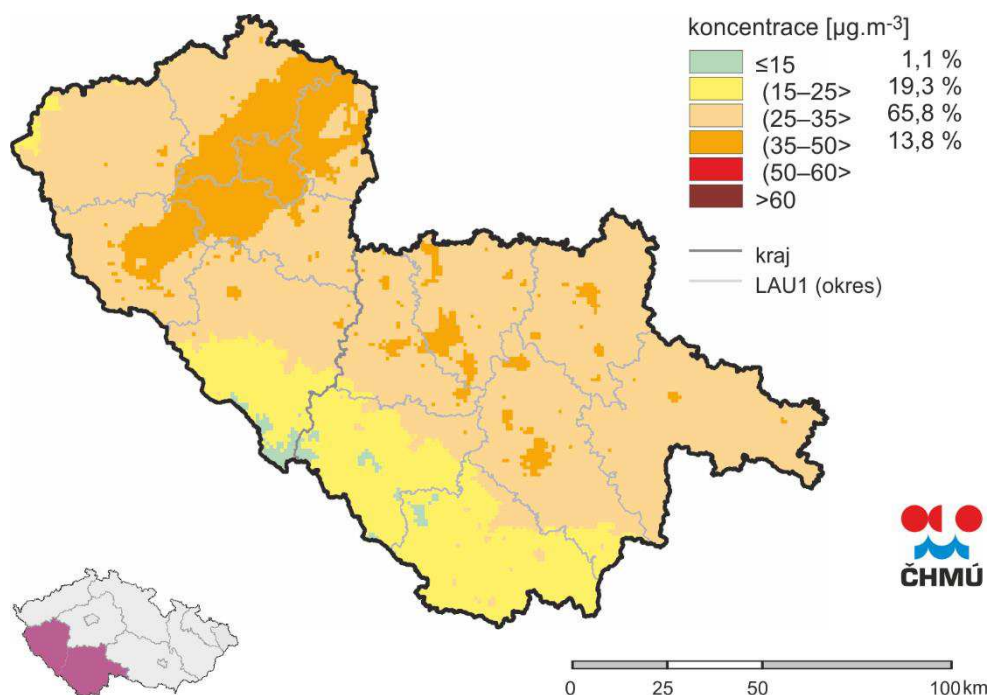 koncentrace [µg.m-3]
≤15 1,1 %
(15–25> 19,3 %
(25–35> 65,8 %
(35–50> 13,8 %
(50–60>
>60
kraj
LAU1 (okres)
ČHMÚ
0 25 50 100 km